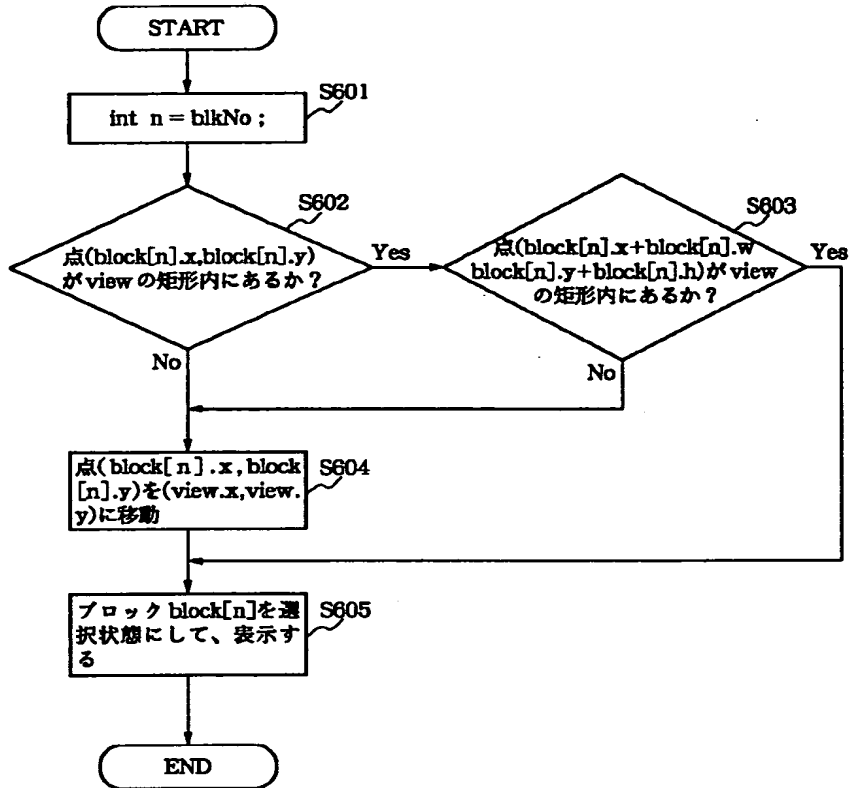 START
S601
int n = blkNo ;
S602
点(block[n].x,block[n].y)
がviewの矩形内にあるか？
Yes
No
S603
点(block[n].x+block[n].w
block[n].y+block[n].h)がview
の矩形内にあるか？
Yes
No
S604
点(block[n].x,block
[n].y)を(view.x,view.
y)に移動
S605
ブロックblock[n]を選
択状態にして、表示す
る
END